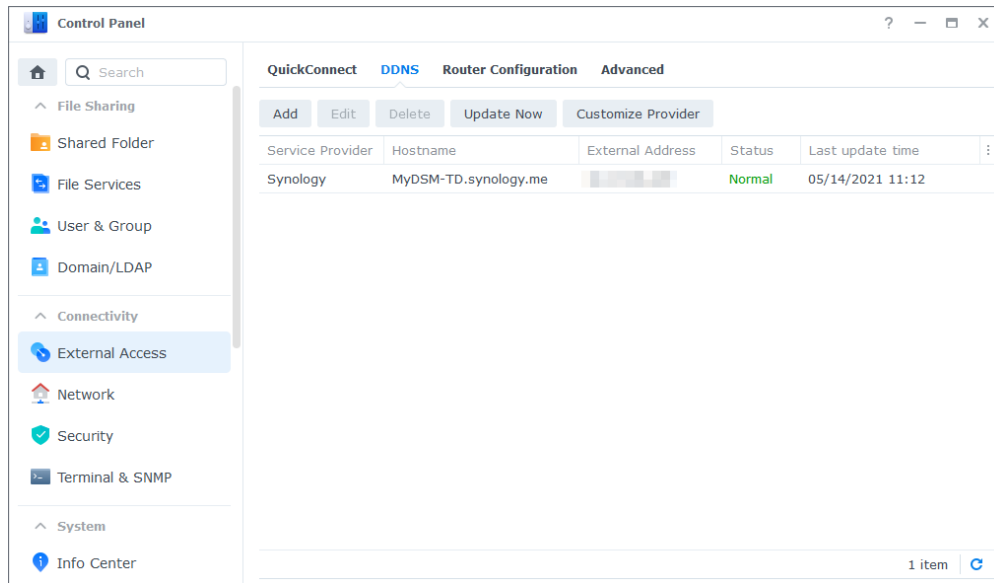 Control Panel
?
Search
QuickConnect DDNS Router Configuration Advanced
File Sharing
Add Edit Delete Update Now Customize Provider
Shared Folder
Service Provider Hostname External Address Status Last update time
File Services
Synology MyDSM-TD.synology.me Normal 05/14/2021 11:12
User & Group
Domain/LDAP
Connectivity
External Access
Network
Security
Terminal & SNMP
System
Info Center
1 item